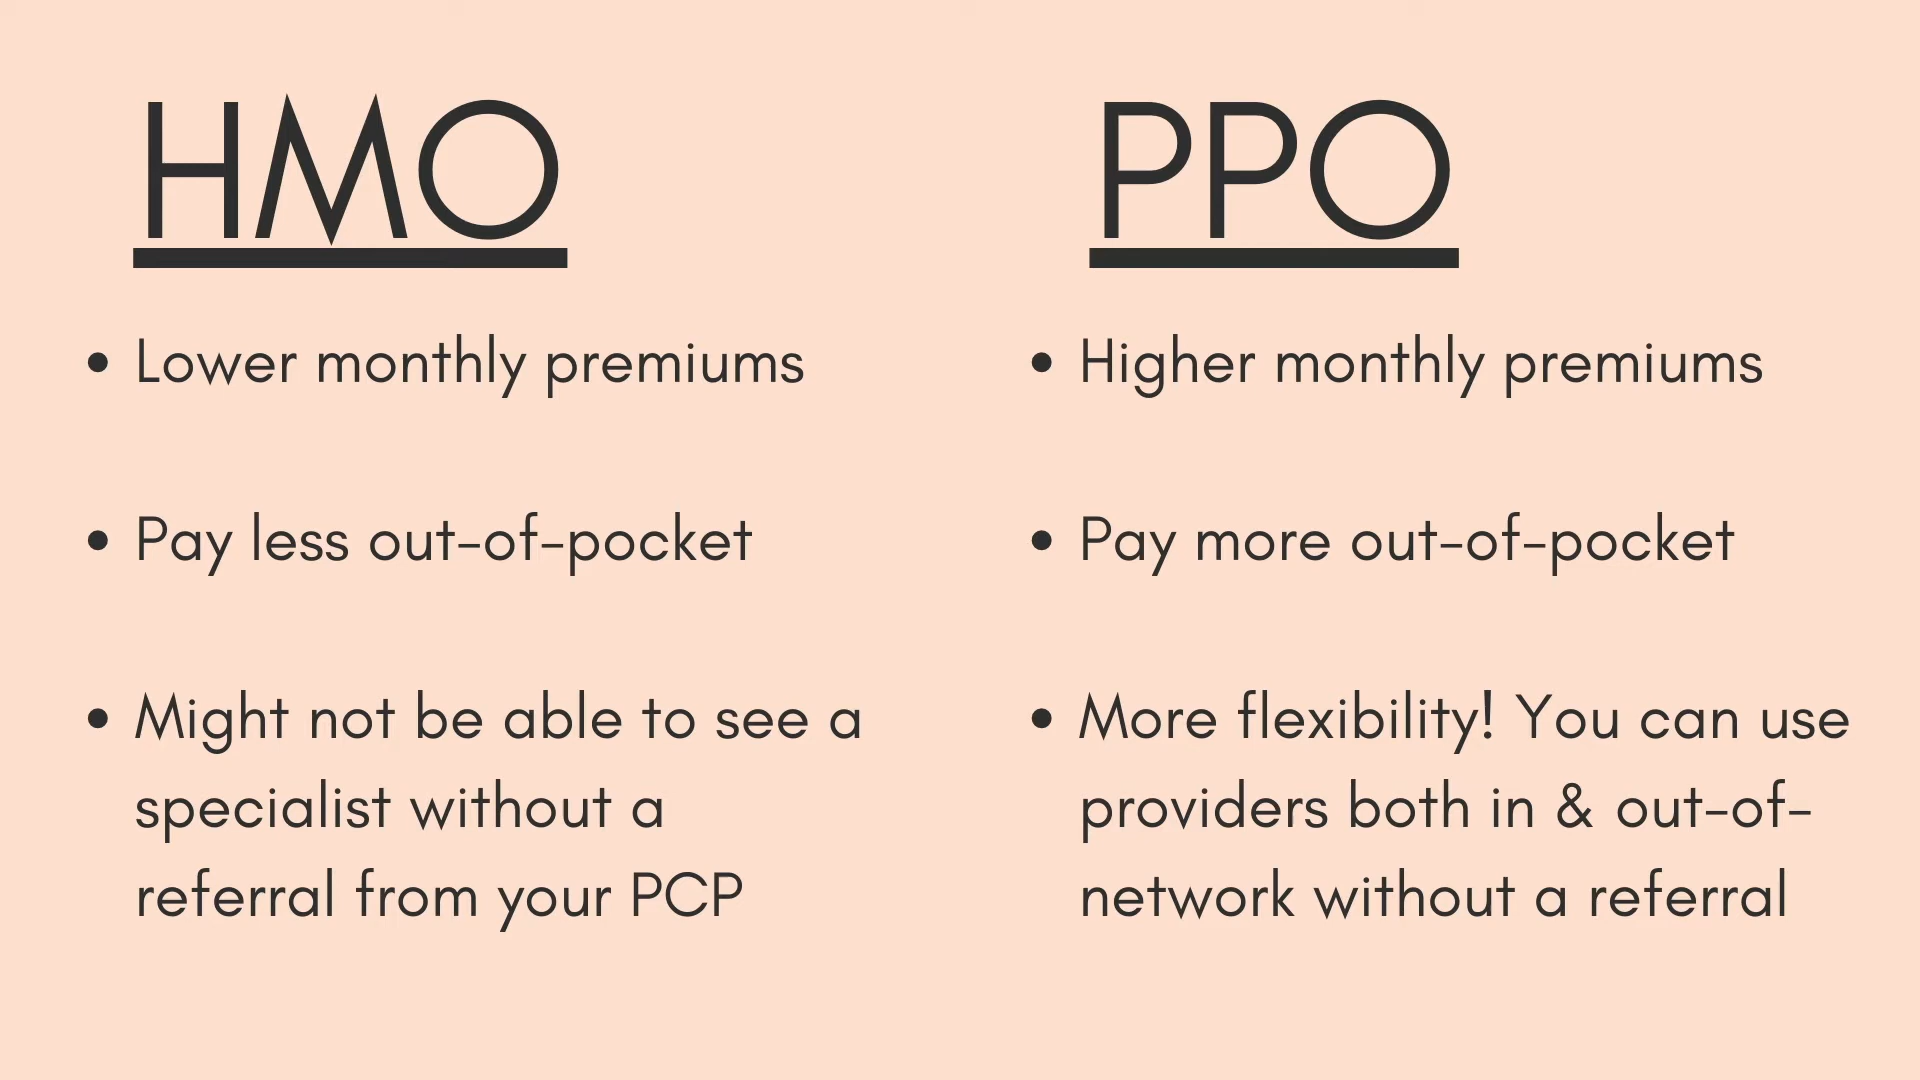 HMO
• Lower monthly premiums
• Pay less out-of-pocket
• Might not be able to see a
specialist without a
referral from your PCP
PPO
• Higher monthly premiums
• Pay more out-of-pocket
• More flexibility! You can use
providers both in & out-of-
network without a referral